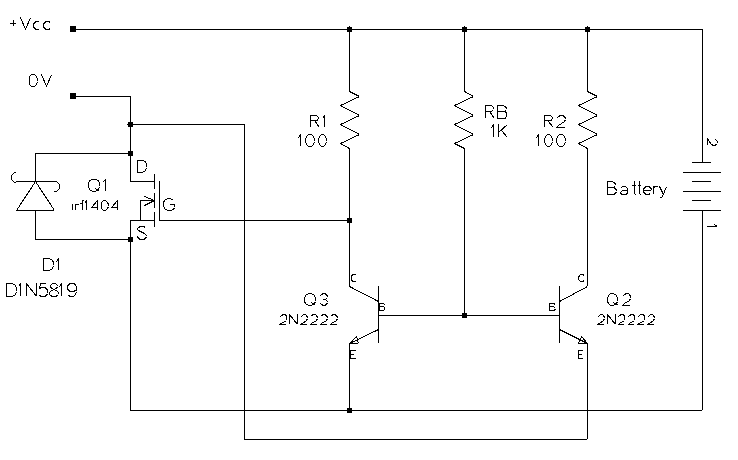 +Vcc
0V
R1
100
RB
1K
R2
100
2
D
Q1
irf1404
G
S
Battery
1
D1
D1N5819
C
C
Q3
2N2222
B
B
Q2
2N2222
E
E